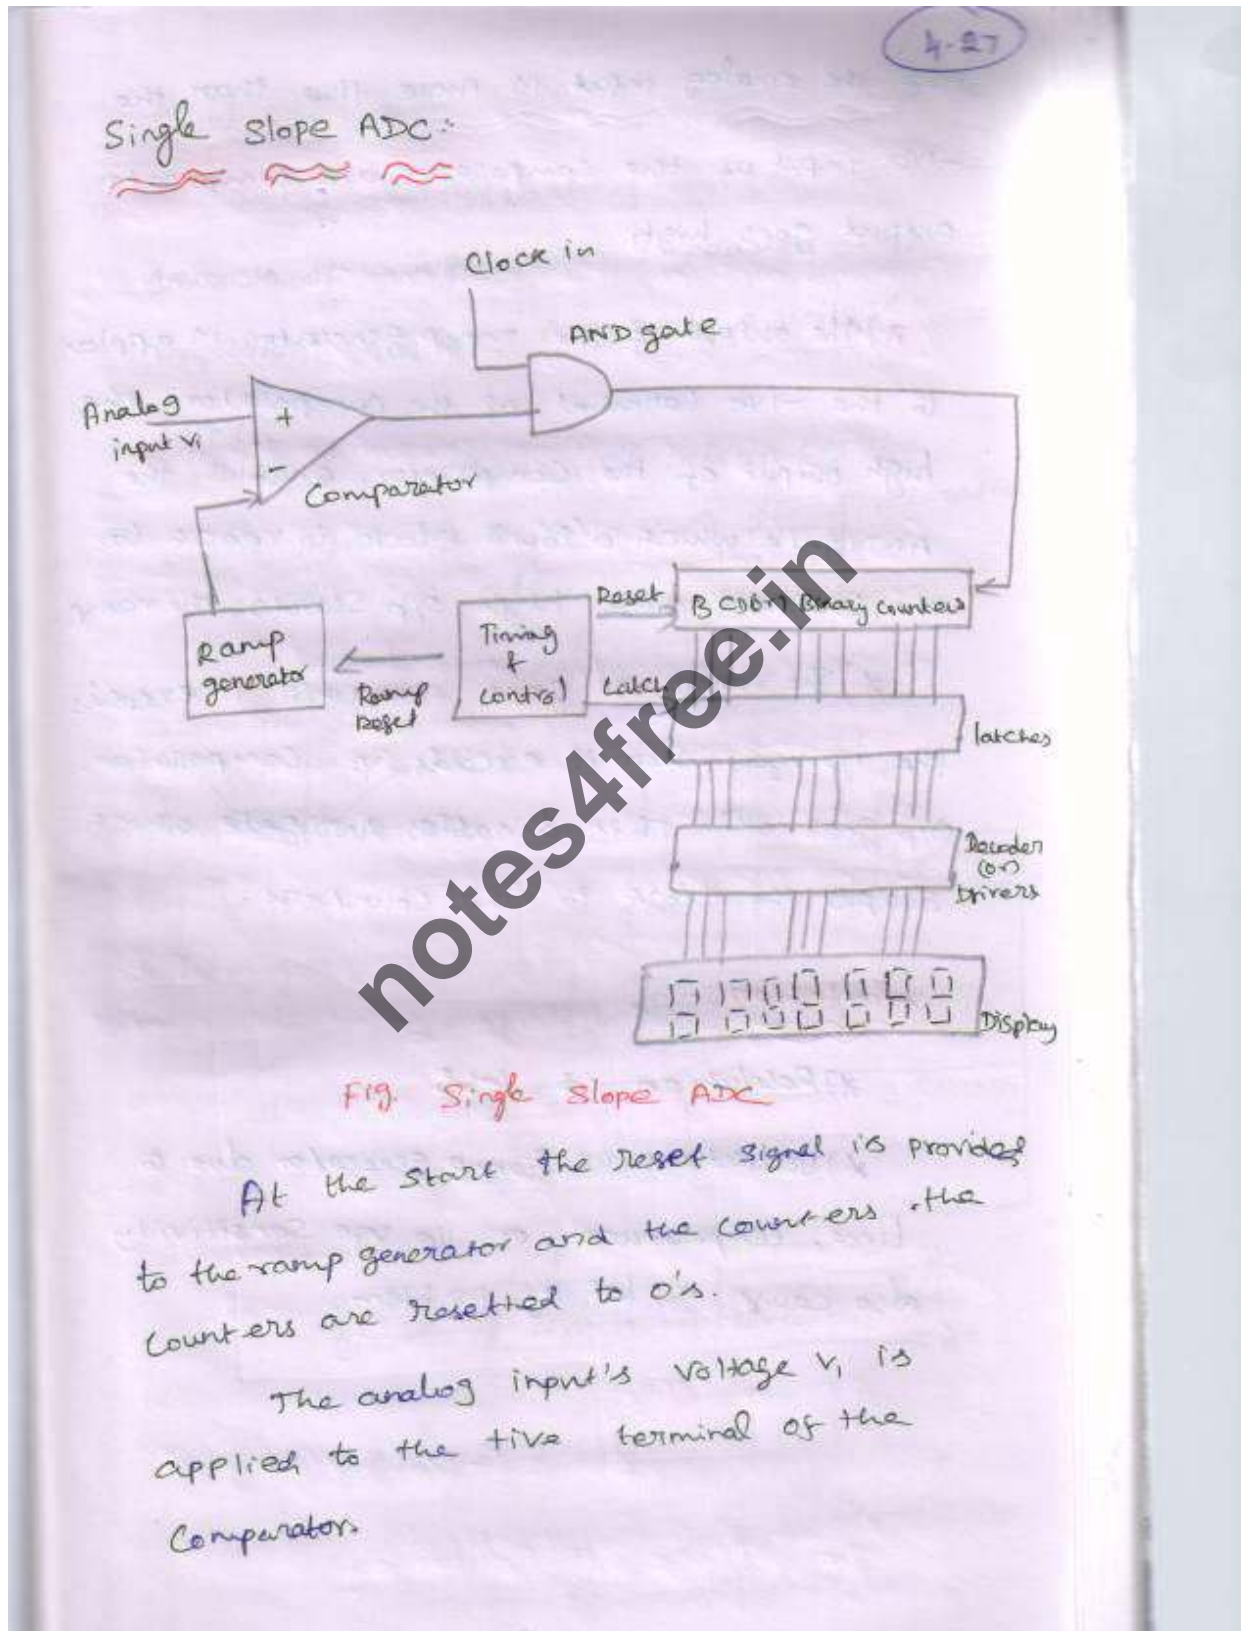 4-27
Single Slope ADC:-
Clock in
AND gate
Analog
input Vi
+
-
Comparator
Reset
BCD(or) Binary Counters
Ramp
generator
Ramp
Reset
Timing
&
control
Latch
latches
Decoder
(or)
Drivers
Display
Fig. Single Slope ADC
At the start the reset signal is provided
to the ramp generator and the counters. the
Counters are resetted to 0's.
The analog input's Voltage Vi is
applied to the +ive terminal of the
Comparator.
notes4free.in